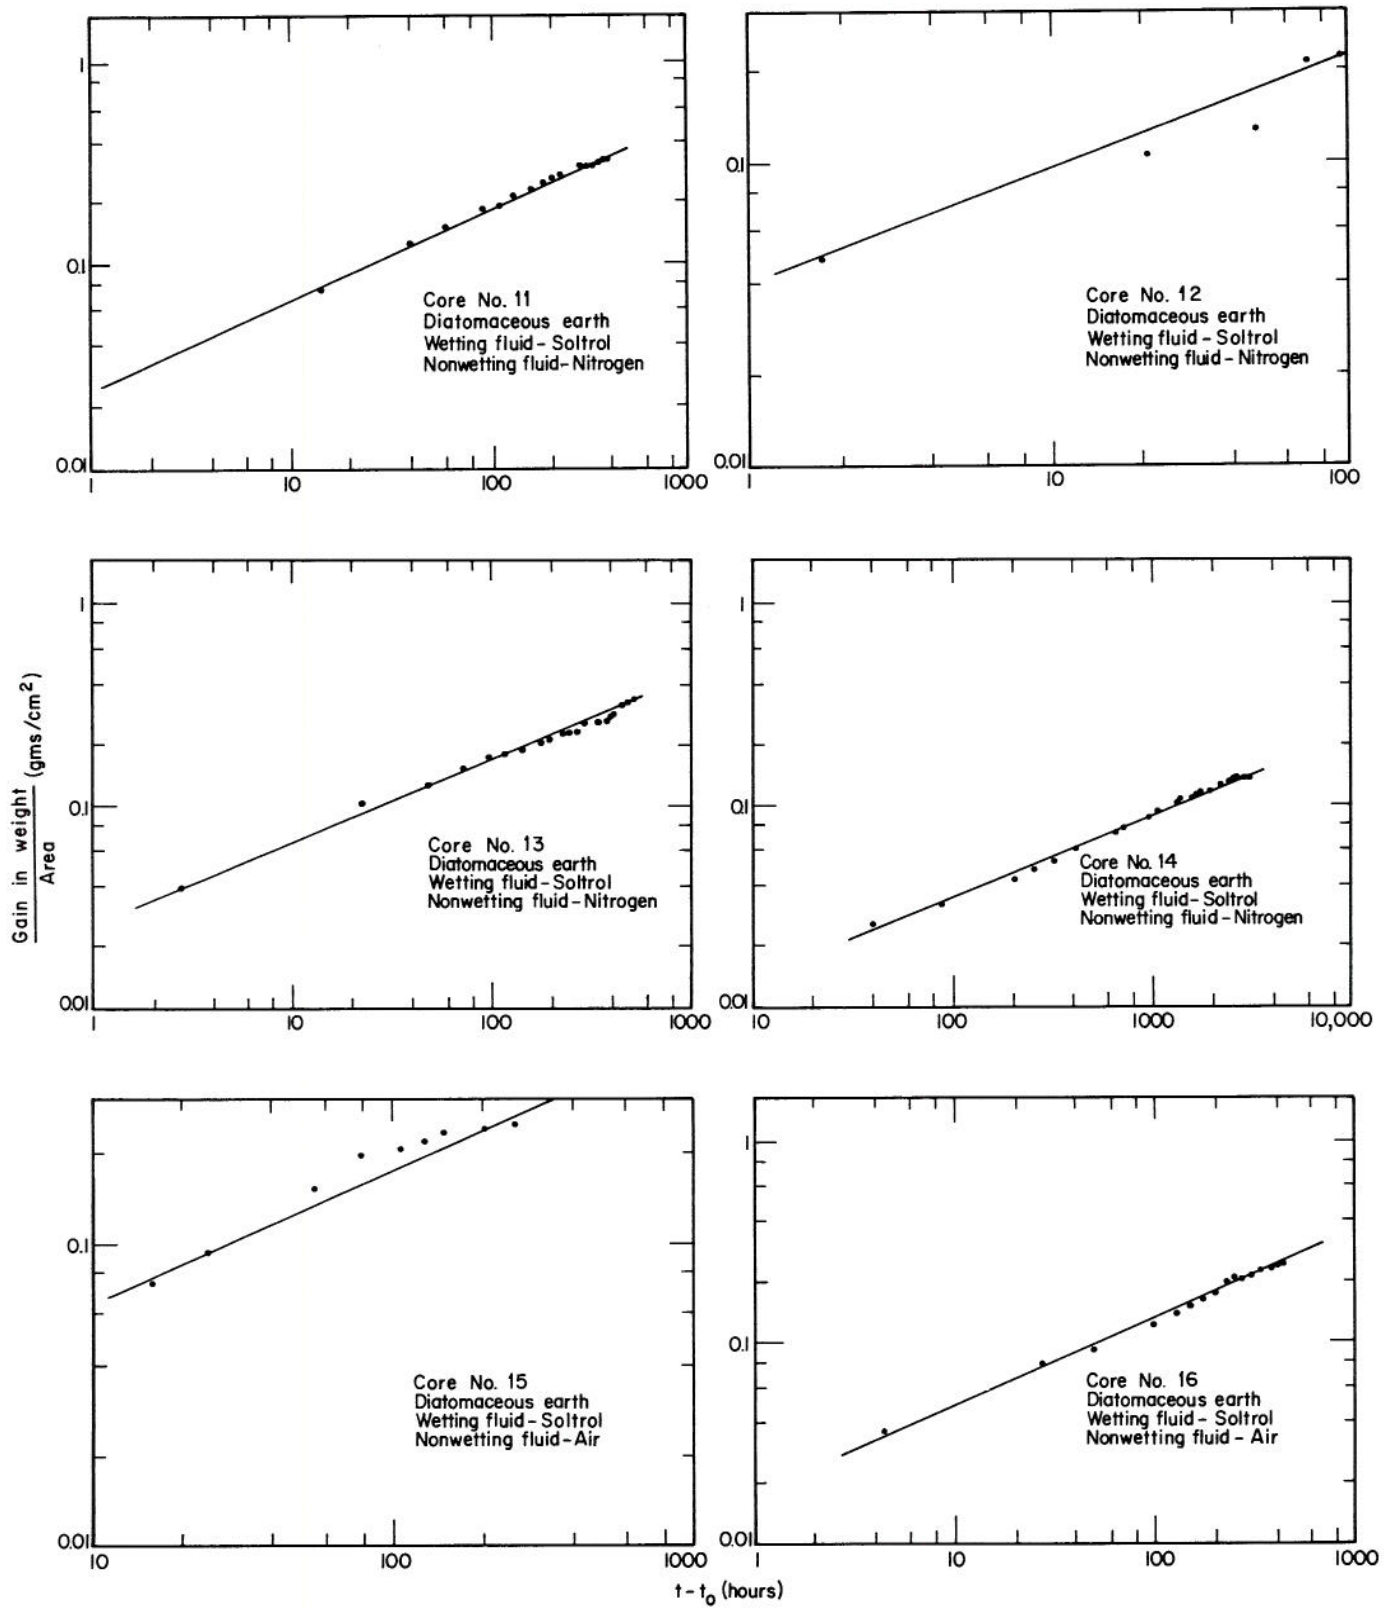 1
0.1
0.01
1
10
100
1000
Core No. 11
Diatomaceous earth
Wetting fluid – Soltrol
Nonwetting fluid – Nitrogen
0.1
0.01
1
10
100
Core No. 12
Diatomaceous earth
Wetting fluid – Soltrol
Nonwetting fluid – Nitrogen
Gain in weight
Area
(gms/cm²)
1
0.1
0.01
1
10
100
1000
Core No. 13
Diatomaceous earth
Wetting fluid – Soltrol
Nonwetting fluid – Nitrogen
1
0.1
0.01
10
100
1000
10,000
Core No. 14
Diatomaceous earth
Wetting fluid – Soltrol
Nonwetting fluid – Nitrogen
0.1
0.01
10
100
1000
Core No. 15
Diatomaceous earth
Wetting fluid – Soltrol
Nonwetting fluid – Air
1
0.1
0.01
1
10
100
1000
Core No. 16
Diatomaceous earth
Wetting fluid – Soltrol
Nonwetting fluid – Air
t – t₀ (hours)